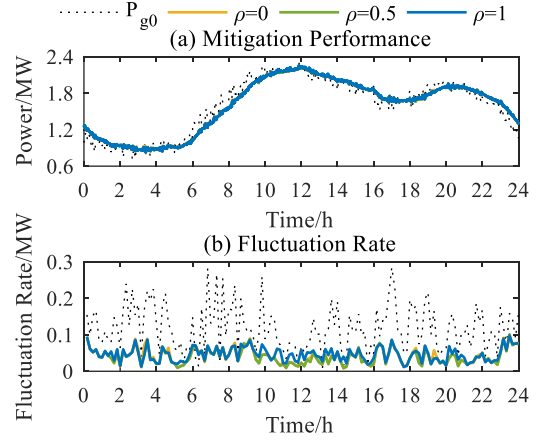 P_g0 ρ=0 ρ=0.5 ρ=1
(a) Mitigation Performance
Power/MW
2.4
1.8
1.2
0.6
0 2 4 6 8 10 12 14 16 18 20 22 24
Time/h
(b) Fluctuation Rate
Fluctuation Rate/MW
0.3
0.2
0.1
0
0 2 4 6 8 10 12 14 16 18 20 22 24
Time/h